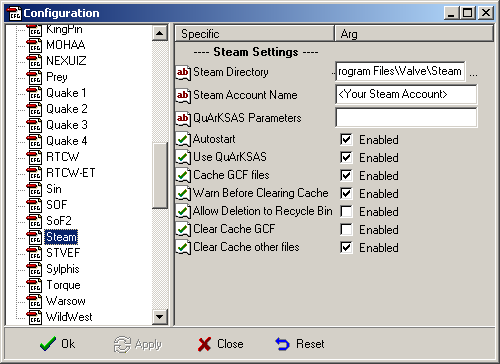 Configuration
KingPin
MOHAA
NEXUIZ
Prey
Quake 1
Quake 2
Quake 3
Quake 4
RTCW
RTCW-ET
Sin
SOF
SoF2
Steam
STVEF
Sylphis
Torque
Warsow
WildWest
Specific Arg
---- Steam Settings ----
Steam Directory .. rogram Files\Valve\Steam ...
Steam Account Name <Your Steam Account>
QuArKSAS Parameters
Autostart Enabled
Use QuArKSAS Enabled
Cache GCF files Enabled
Warn Before Clearing Cache Enabled
Allow Deletion to Recycle Bin Enabled
Clear Cache GCF Enabled
Clear Cache other files Enabled
Ok Apply Close Reset